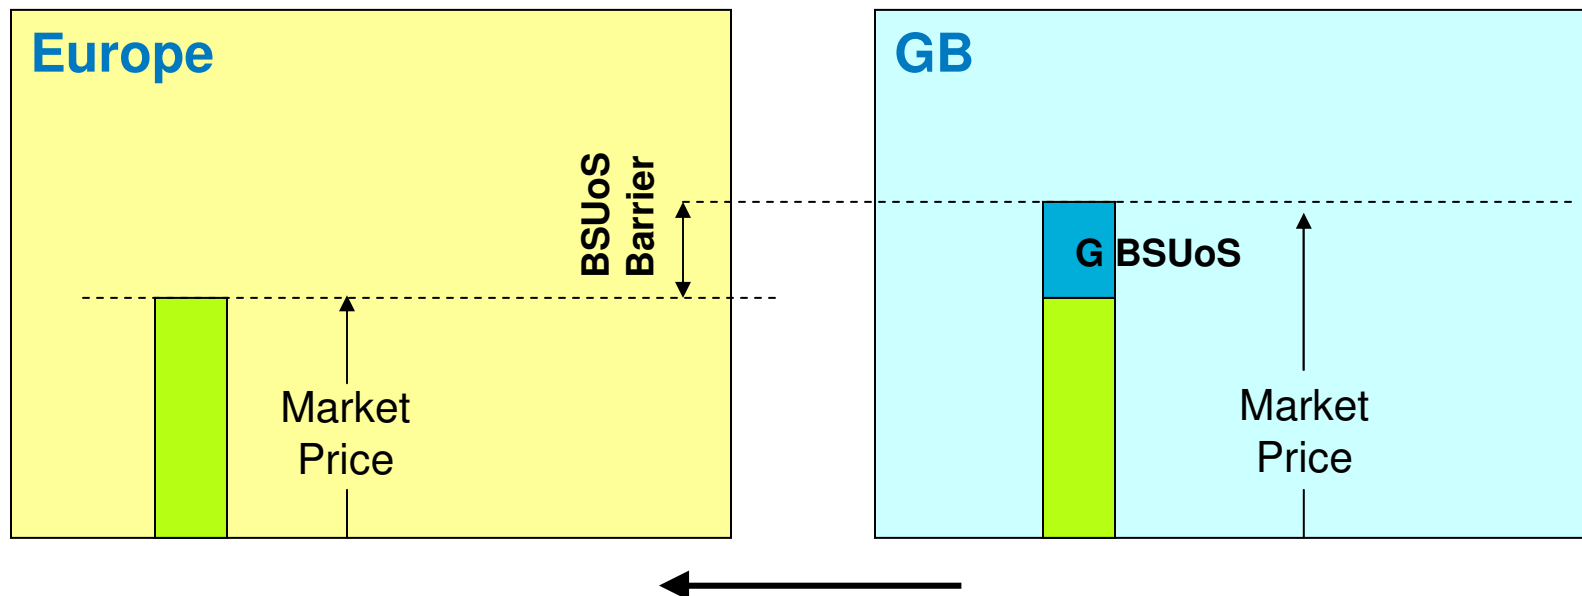 Europe
BSUoS
Barrier
Market
Price
GB
G BSUoS
Market
Price